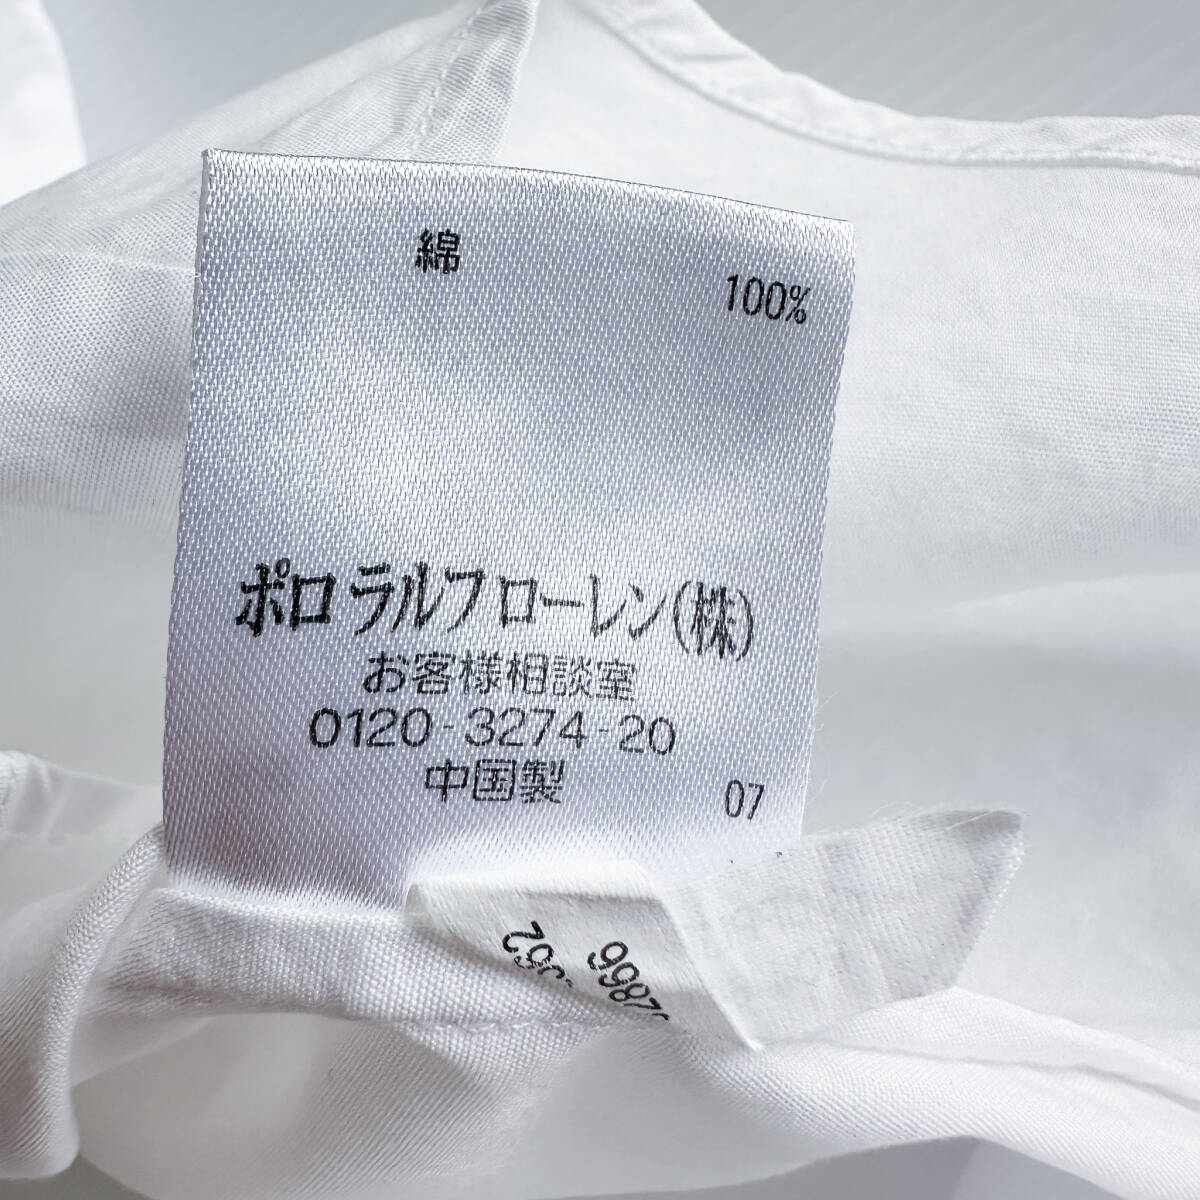 綿
100%
ポロ ラルフ ローレン(株)
お客様相談室
0120-3274-20
中国製
07